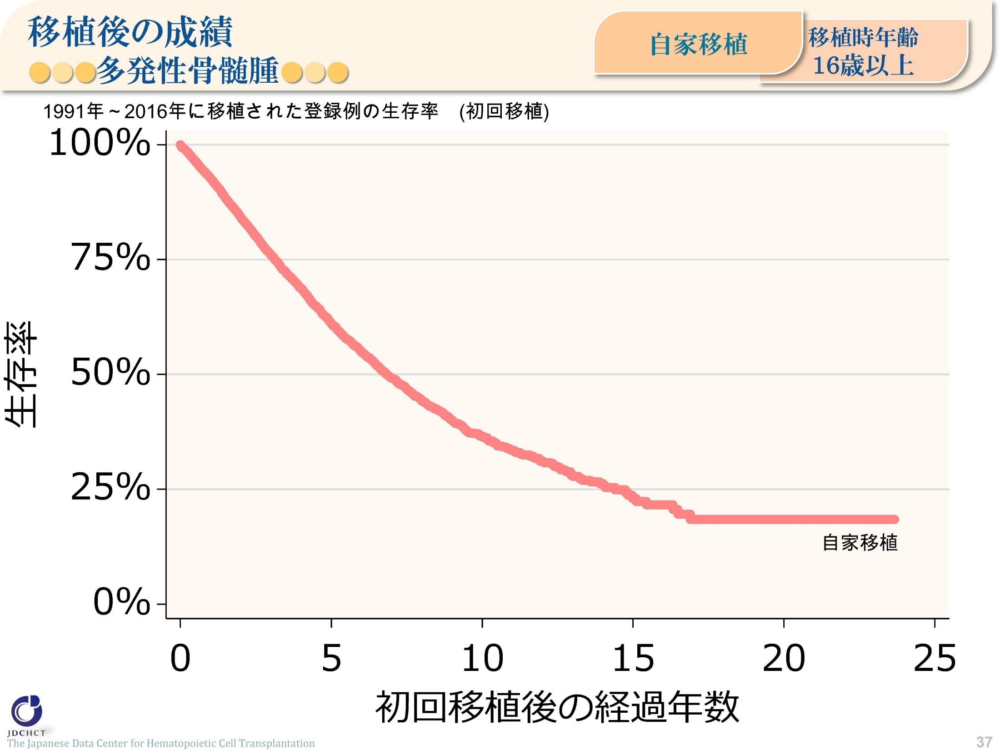 移植後の成績
多発性骨髄腫
自家移植
移植時年齢
16歳以上
1991年～2016年に移植された登録例の生存率　(初回移植)
100%
75%
50%
25%
0%
生存率
自家移植
0 5 10 15 20 25
初回移植後の経過年数
JDCHCT
The Japanese Data Center for Hematopoietic Cell Transplantation
37